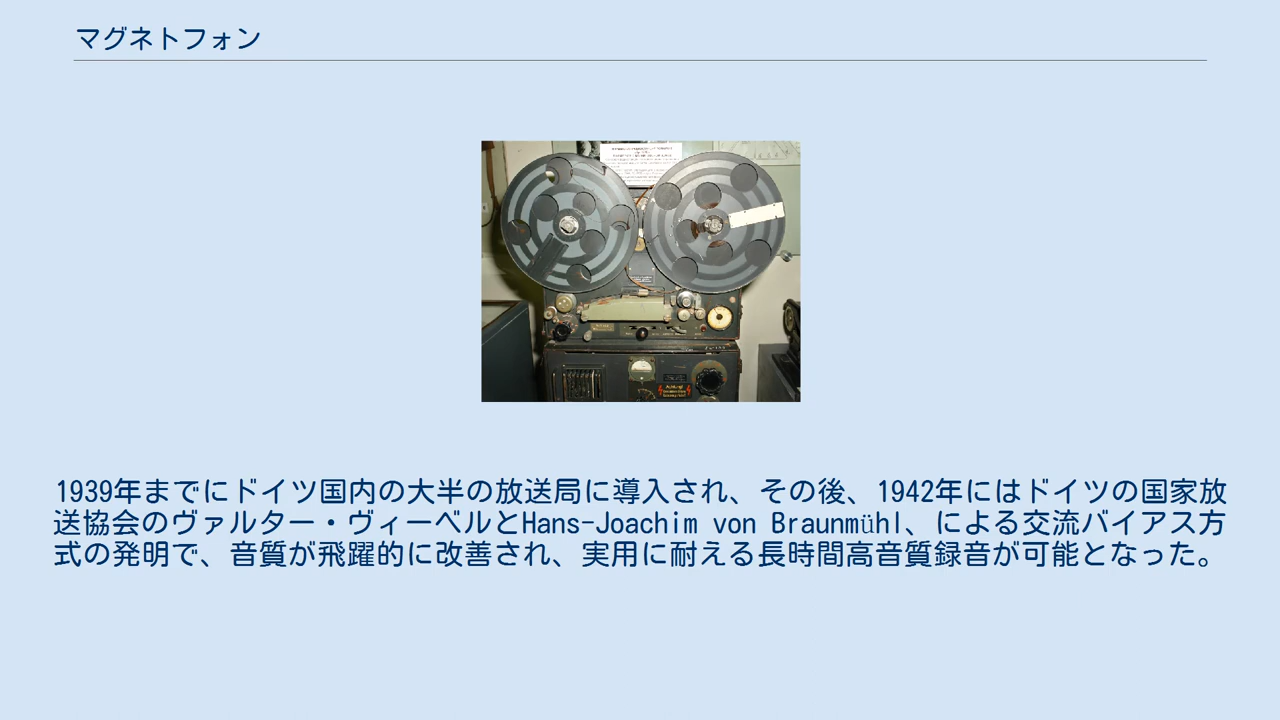 マグネトフォン
Achtung!
1939年までにドイツ国内の大半の放送局に導入され、その後、1942年にはドイツの国家放
送協会のヴァルター・ヴィーベルとHans-Joachim von Braunmühl、による交流バイアス方
式の発明で、音質が飛躍的に改善され、実用に耐える長時間高音質録音が可能となった。